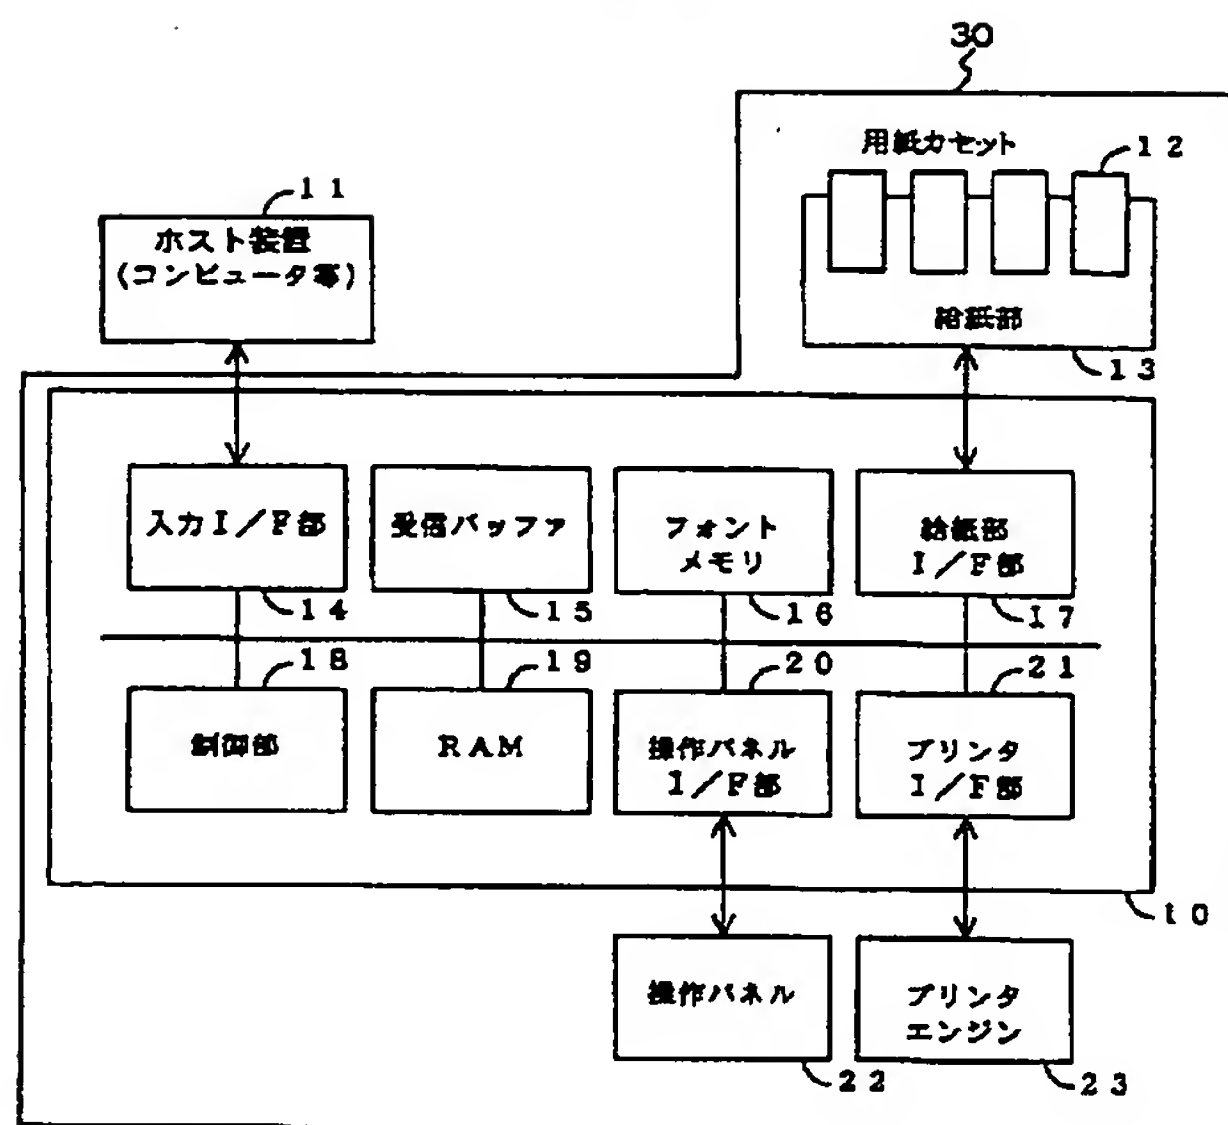 30
用紙カセット
12
11
ホスト装置
(コンピュータ等)
給紙部
13
入力I/F部
受信バッファ
フォント
メモリ
給紙部
I/F部
14
15
16
17
18
19
20
21
制御部
RAM
操作パネル
I/F部
プリンタ
I/F部
10
操作パネル
プリンタ
エンジン
22
23